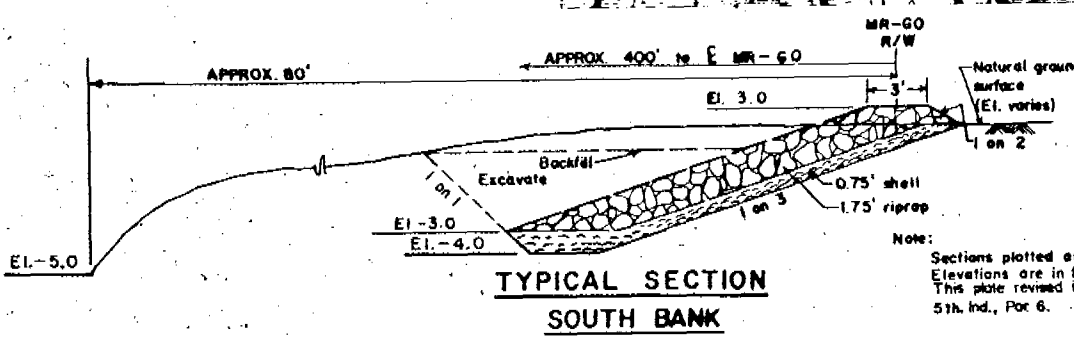 MR-GO
R/W
APPROX. 400' to ℄ MR-GO
APPROX. 80'
3'
Natural
surface
(El. varies)
El. 3.0
1 on 2
Backfill
Excavate
1 on 1
0.75' shell
1.75' riprap
1 on 3
El.-3.0
El.-4.0
El.-5.0
Note:
Sections plotted
Elevations are in
This plate revised
5th. Ind., Par. 6.
TYPICAL SECTION
SOUTH BANK